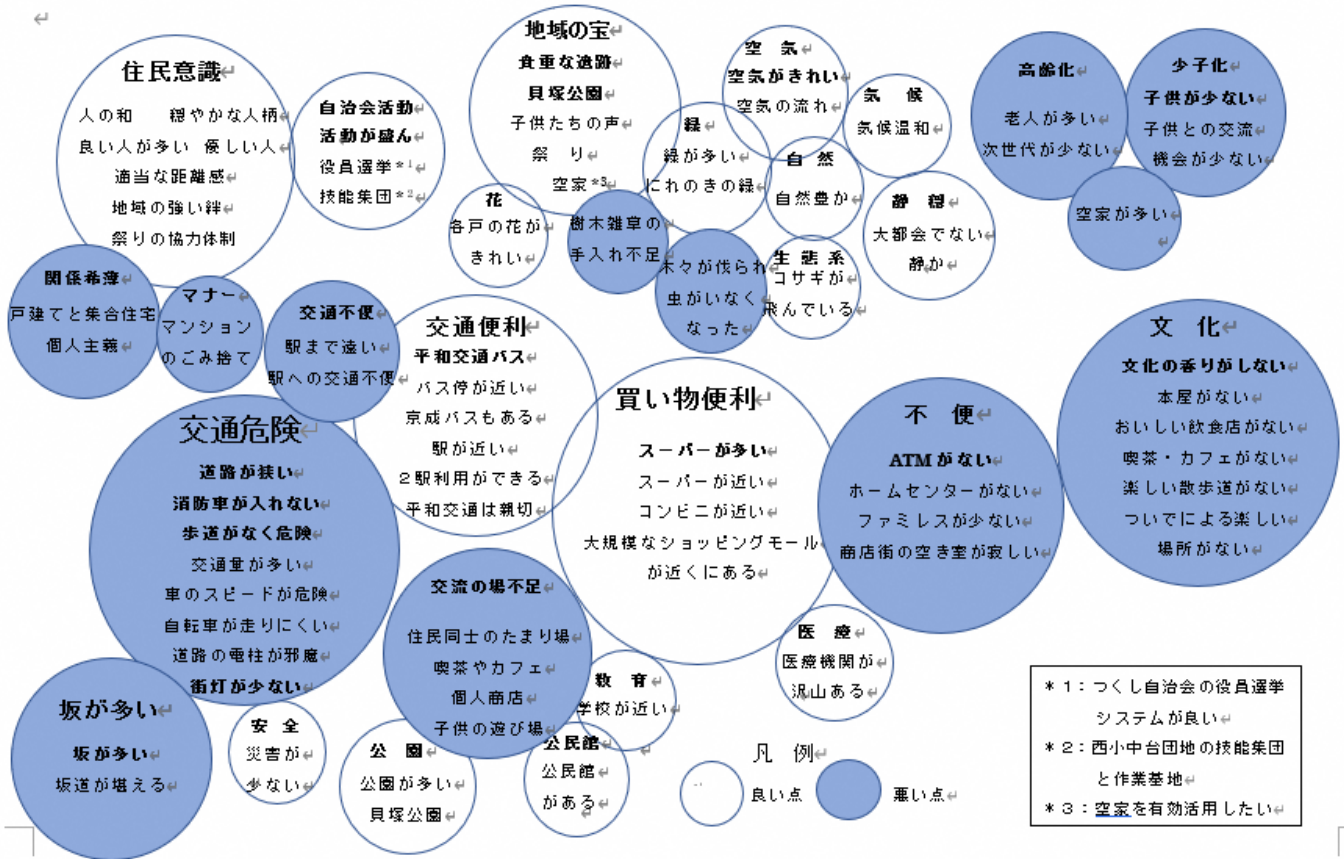 住民意識
人の和　　穏やかな人柄
良い人が多い　優しい人
適当な距離感
地域の強い絆
祭りの協力体制
自治会活動
活動が盛ん
役員選挙*1
技能集団*2
地域の宝
食重な遺跡
貝塚公園
子供たちの声
祭 り
空家*3
花
各戸の花が
きれい
樹木雑草の
手入れ不足
緑
緑が多い
にれのきの緑
木々が伐られ
虫がいなく
なった
空 気
空気がきれい
空気の流れ
気 候
気候温和
自 然
自然豊か
静 穏
大都会でない
静か
生 態 系
コサギが
飛んでいる
高齢化
老人が多い
次世代が少ない
少子化
子供が少ない
子供との交流
機会が少ない
空家が多い
関係希薄
戸建てと集合住宅
個人主義
マナー
マンション
のごみ捨て
交通不便
駅まで遠い
駅への交通不便
交通便利
平和交通バス
バス停が近い
京成バスもある
駅が近い
2駅利用ができる
平和交通は親切
買い物便利
スーパーが多い
スーパーが近い
コンビニが近い
大規模なショッピングモール
が近くにある
不 便
ATMがない
ホームセンターがない
ファミレスが少ない
商店街の空き室が寂しい
文 化
文化の香りがしない
本屋がない
おいしい飲食店がない
喫茶・カフェがない
楽しい散歩道がない
ついでによる楽しい
場所がない
交通危険
道路が狭い
消防車が入れない
歩道がなく危険
交通量が多い
車のスピードが危険
自転車が走りにくい
道路の電柱が邪魔
街灯が少ない
坂が多い
坂が多い
坂道が堪える
安 全
災害が
少ない
公 園
公園が多い
貝塚公園
交流の場不足
住民同士のたまり場
喫茶やカフェ
個人商店
子供の遊び場
教 育
学校が近い
公民館
公民館
がある
医 療
医療機関が
沢山ある
凡 例
良い点
悪い点
*1：つくし自治会の役員選挙
システムが良い
*2：西小中台団地の技能集団
と作業基地
*3：空家を有効活用したい